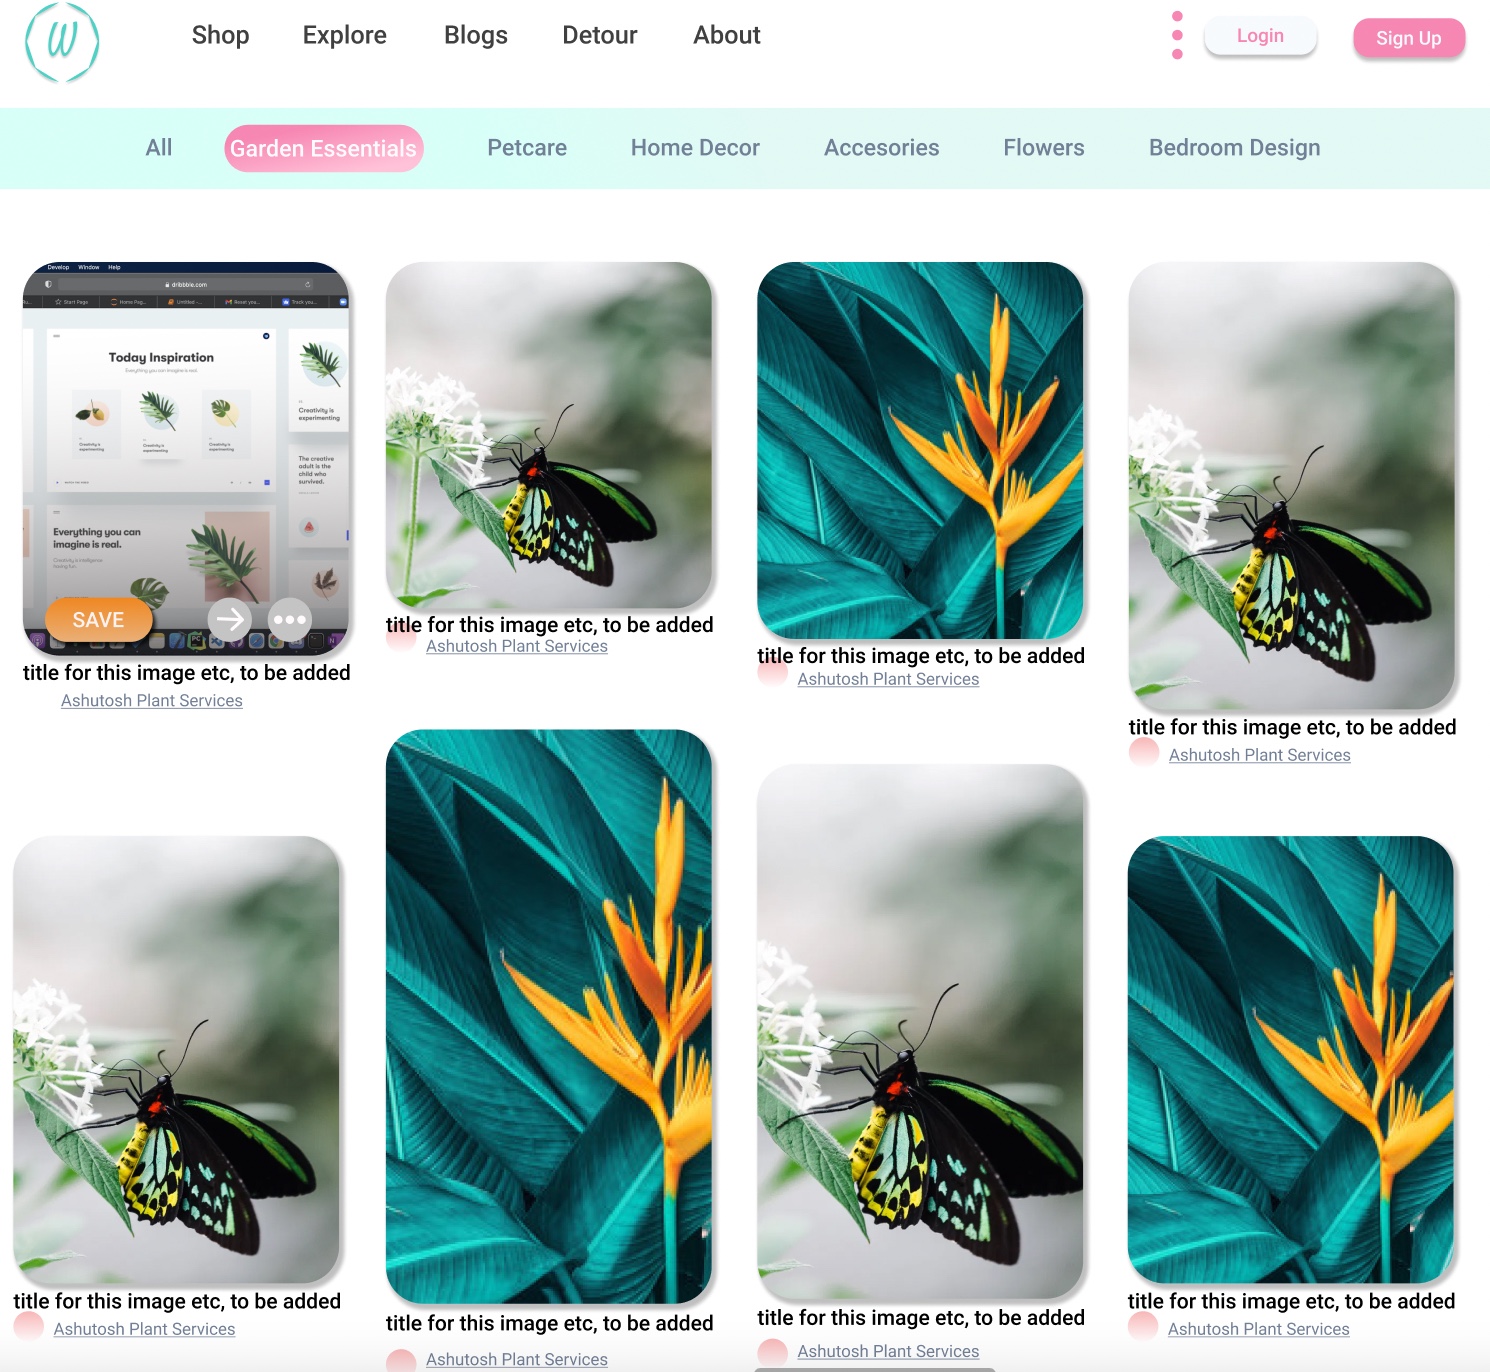 W
Shop Explore Blogs Detour About
Login
Sign Up
All Garden Essentials Petcare Home Decor Accesories Flowers Bedroom Design
Develop Window Help
dribbble.com
Start Page
Home Pag...
Untitled -...
Reset you...
Track you...
Today Inspiration
Everything you can imagine is real.
Creativity is
experimenting
Creativity is
experimenting
Creativity is
experimenting
Creativity is
experimenting
The creative
adult is the
child who
survived.
Everything you can
imagine is real.
Creativity is intelligence
having fun.
SAVE
title for this image etc, to be added
Ashutosh Plant Services
title for this image etc, to be added
Ashutosh Plant Services
title for this image etc, to be added
Ashutosh Plant Services
title for this image etc, to be added
Ashutosh Plant Services
title for this image etc, to be added
Ashutosh Plant Services
title for this image etc, to be added
Ashutosh Plant Services
title for this image etc, to be added
Ashutosh Plant Services
title for this image etc, to be added
Ashutosh Plant Services